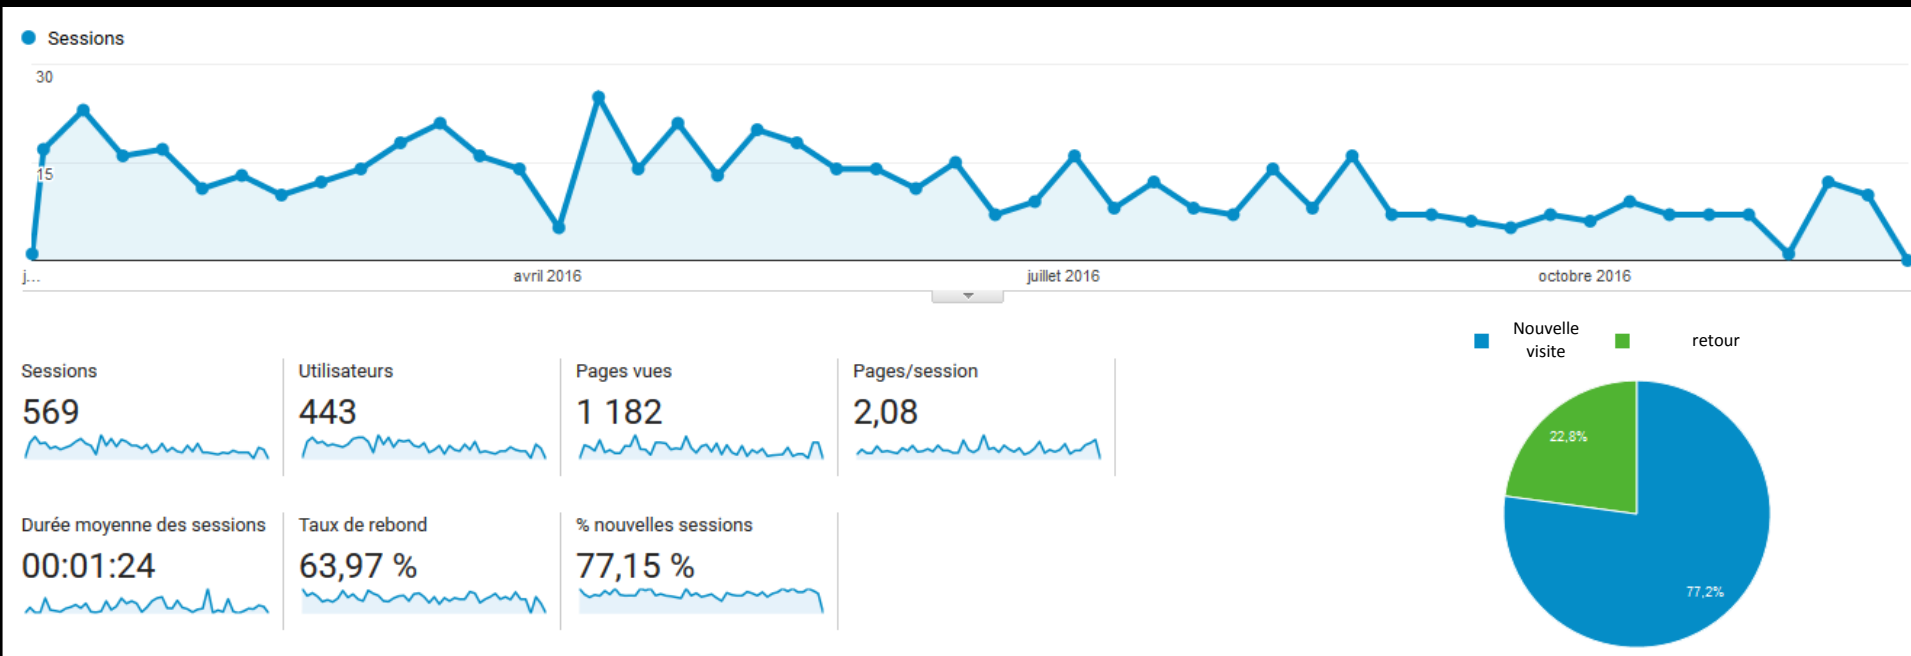 Sessions
30
15
j...
avril 2016
juillet 2016
octobre 2016
Nouvelle
visite
retour
Sessions
569
Utilisateurs
443
Pages vues
1 182
Pages/session
2,08
22,8%
77,2%
Durée moyenne des sessions
00:01:24
Taux de rebond
63,97 %
% nouvelles sessions
77,15 %